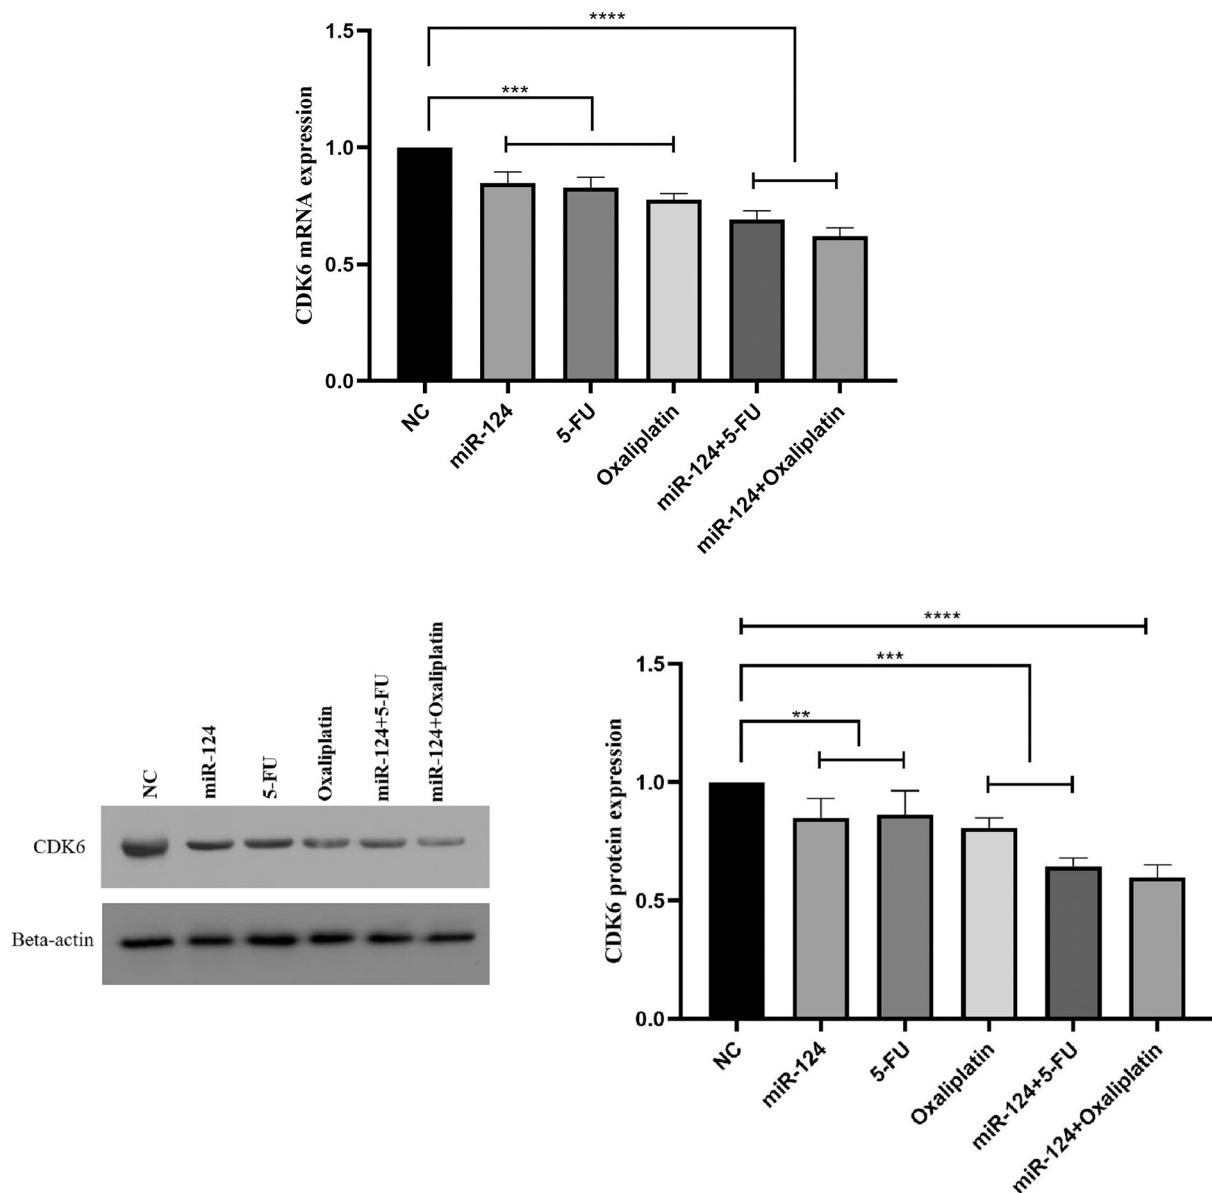 ****
1.5
***
1.0
0.5
0.0
CDK6 mRNA expression
NC
miR-124
5-FU
Oxaliplatin
miR-124+5-FU
miR-124+Oxaliplatin
NC
miR-124
5-FU
Oxaliplatin
miR-124+5-FU
miR-124+Oxaliplatin
CDK6
Beta-actin
****
***
1.5
**
1.0
0.5
0.0
CDK6 protein expression
NC
miR-124
5-FU
Oxaliplatin
miR-124+5-FU
miR-124+Oxaliplatin